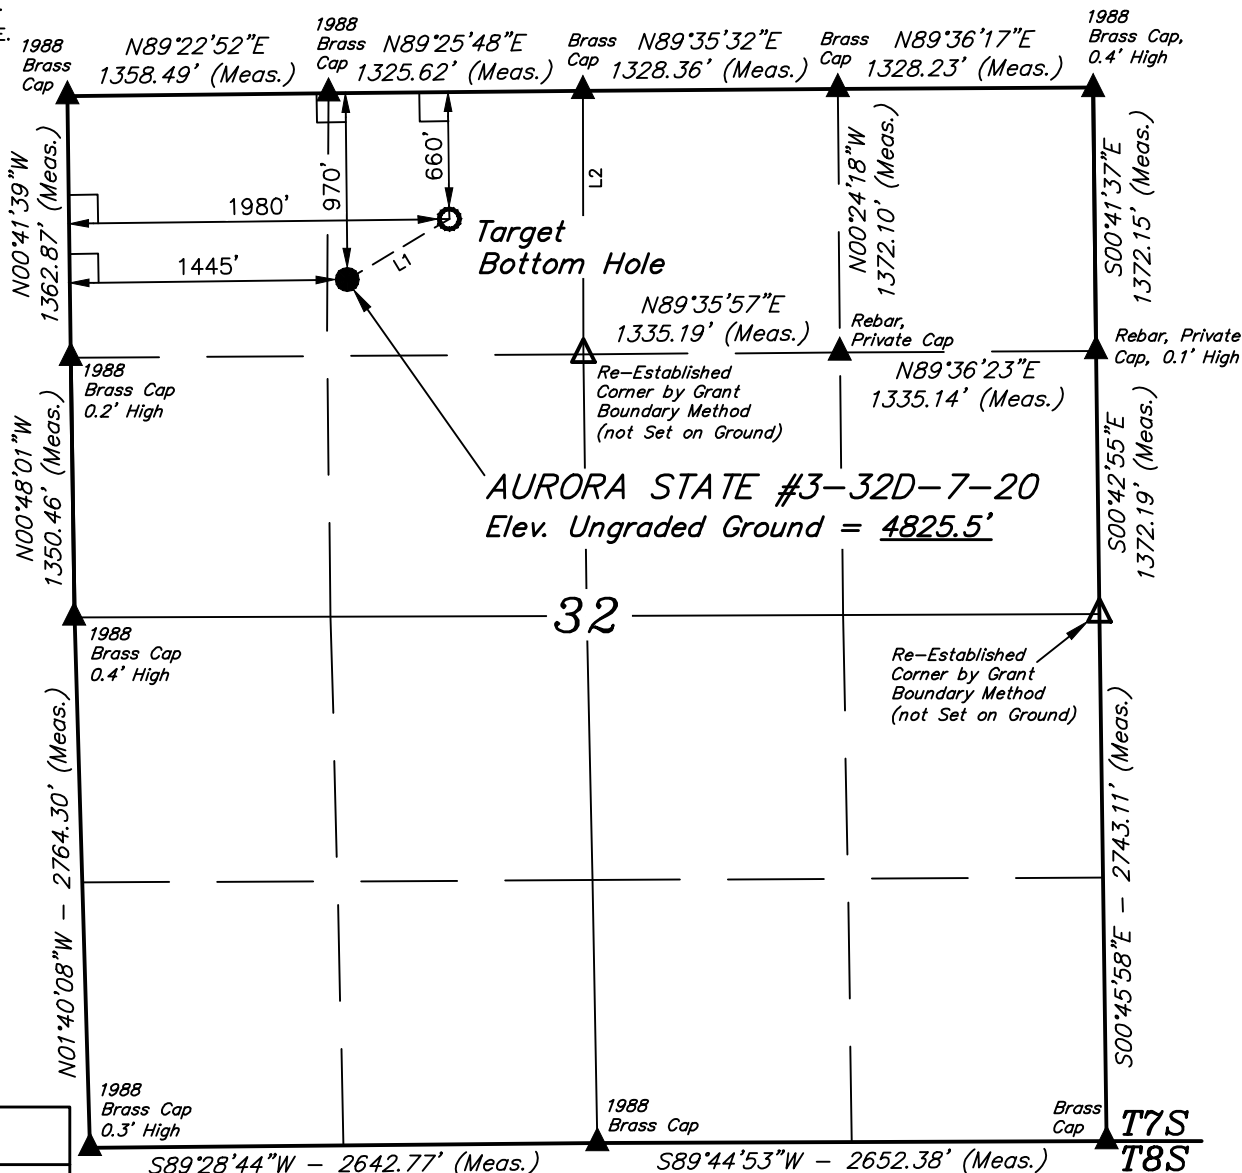 E.
1988
Brass
Cap
N89°22'52"E
1358.49' (Meas.)
1988
Brass
Cap
N89°25'48"E
1325.62' (Meas.)
Brass
Cap
N89°35'32"E
1328.36' (Meas.)
Brass
Cap
N89°36'17"E
1328.23' (Meas.)
1988
Brass Cap,
0.4' High
N00°41'39"W
1362.87' (Meas.)
970'
660'
L2
N00°24'18"W
1372.10' (Meas.)
S00°41'37"E
1372.15' (Meas.)
1980'
Target
Bottom Hole
1445'
L1
N89°35'57"E
1335.19' (Meas.)
Rebar,
Private Cap
Rebar, Private
Cap, 0.1' High
1988
Brass Cap
0.2' High
Re-Established
Corner by Grant
Boundary Method
(not Set on Ground)
N89°36'23"E
1335.14' (Meas.)
N00°48'01"W
1350.46' (Meas.)
S00°42'55"E
1372.19' (Meas.)
AURORA STATE #3-32D-7-20
Elev. Ungraded Ground = 4825.5'
32
1988
Brass Cap
0.4' High
Re-Established
Corner by Grant
Boundary Method
(not Set on Ground)
N01°40'08"W - 2764.30' (Meas.)
S00°45'58"E - 2743.11' (Meas.)
1988
Brass Cap
0.3' High
1988
Brass Cap
Brass
Cap
T7S
T8S
S89°28'44"W - 2642.77' (Meas.)
S89°44'53"W - 2652.38' (Meas.)